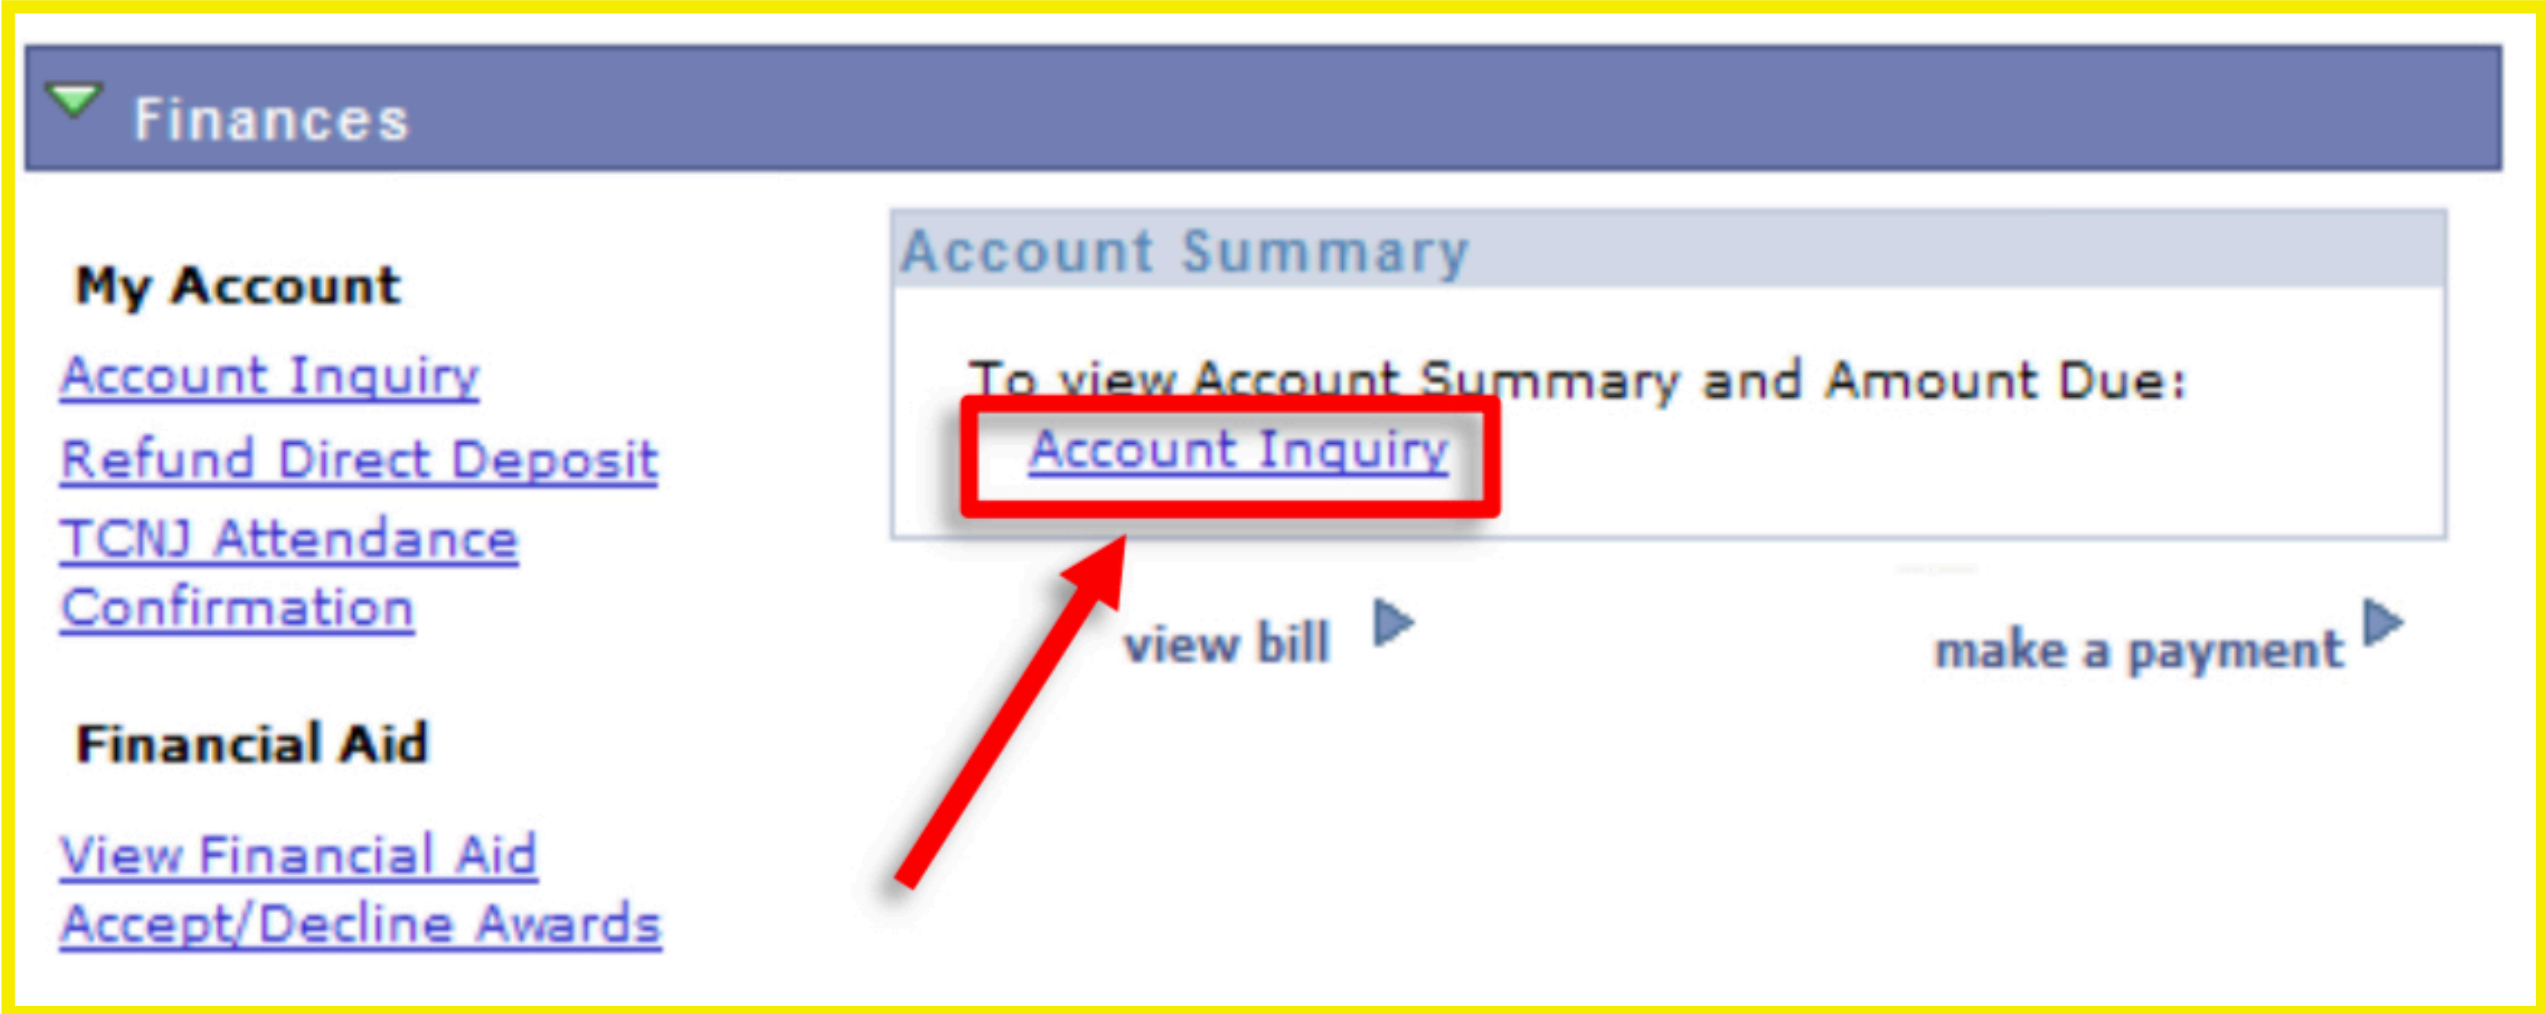 Finances
My Account
Account Inquiry
Refund Direct Deposit
TCNJ Attendance
Confirmation
Financial Aid
View Financial Aid
Accept/Decline Awards
Account Summary
To view Account Summary and Amount Due:
Account Inquiry
view bill
make a payment